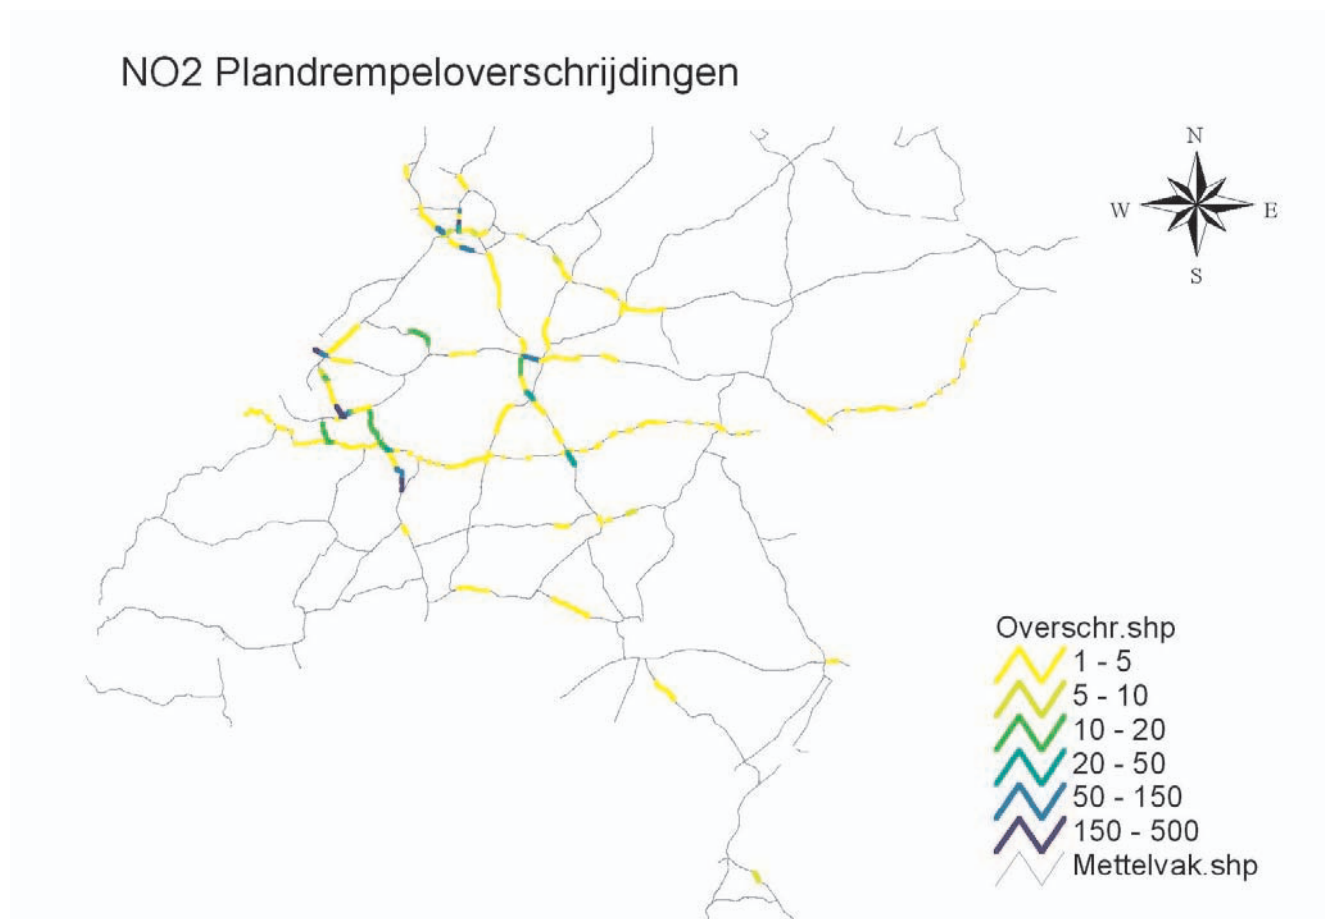 NO2 Plandrempeloverschrijdingen
N
W E
S
Overschr.shp
1 - 5
5 - 10
10 - 20
20 - 50
50 - 150
150 - 500
Mettelvak.shp